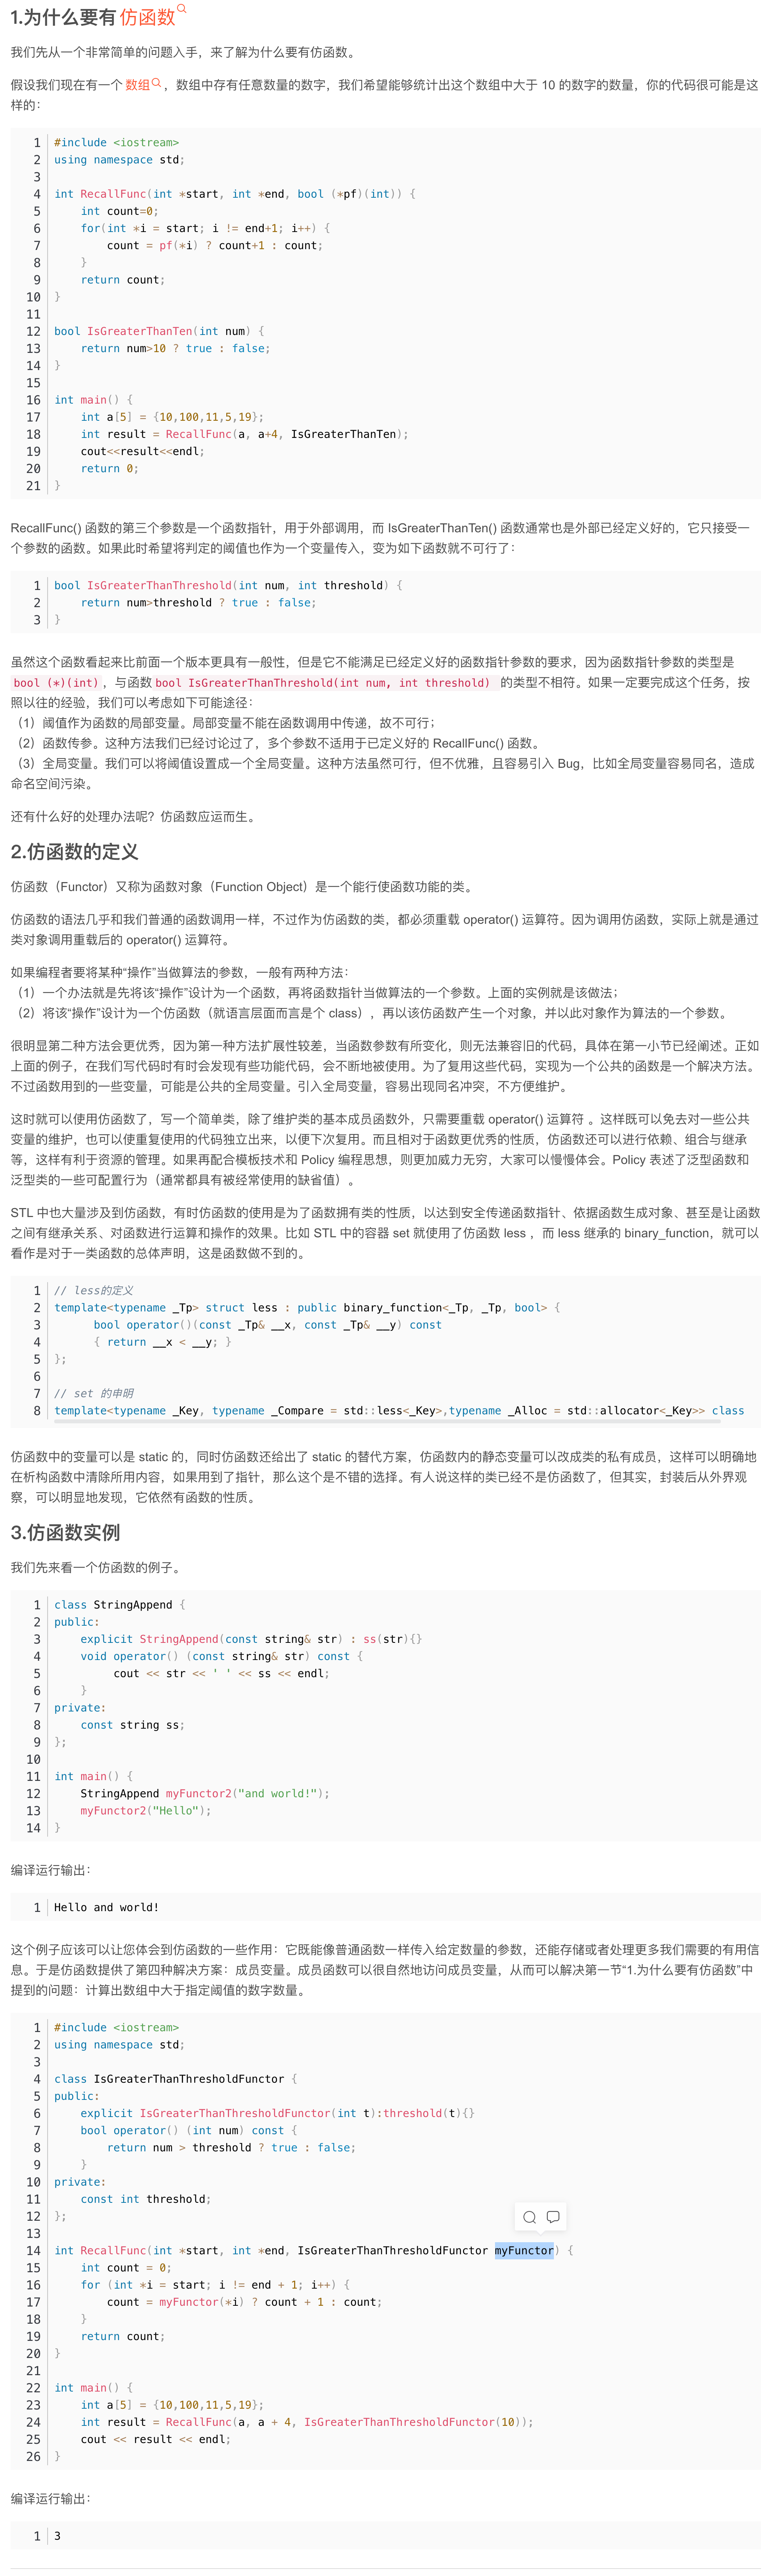 1.为什么要有 仿函数
我们先从一个非常简单的问题入手，来了解为什么要有仿函数。
假设我们现在有一个 数组，数组中存有任意数量的数字，我们希望能够统计出这个数组中大于 10 的数字的数量，你的代码很可能是这
样的：
1 #include <iostream>
2 using namespace std;
3
4 int RecallFunc(int *start, int *end, bool (*pf)(int)) {
5     int count=0;
6     for(int *i = start; i != end+1; i++) {
7         count = pf(*i) ? count+1 : count;
8     }
9     return count;
10 }
11
12 bool IsGreaterThanTen(int num) {
13     return num>10 ? true : false;
14 }
15
16 int main() {
17     int a[5] = {10,100,11,5,19};
18     int result = RecallFunc(a, a+4, IsGreaterThanTen);
19     cout<<result<<endl;
20     return 0;
21 }
RecallFunc() 函数的第三个参数是一个函数指针，用于外部调用，而 IsGreaterThanTen() 函数通常也是外部已经定义好的，它只接受一
个参数的函数。如果此时希望将判定的阈值也作为一个变量传入，变为如下函数就不可行了：
1 bool IsGreaterThanThreshold(int num, int threshold) {
2     return num>threshold ? true : false;
3 }
虽然这个函数看起来比前面一个版本更具有一般性，但是它不能满足已经定义好的函数指针参数的要求，因为函数指针参数的类型是
bool (*)(int)，与函数 bool IsGreaterThanThreshold(int num, int threshold) 的类型不相符。如果一定要完成这个任务，按
照以往的经验，我们可以考虑如下可能途径：
（1）阈值作为函数的局部变量。局部变量不能在函数调用中传递，故不可行；
（2）函数传参。这种方法我们已经讨论过了，多个参数不适用于已定义好的 RecallFunc() 函数。
（3）全局变量。我们可以将阈值设置成一个全局变量。这种方法虽然可行，但不优雅，且容易引入 Bug，比如全局变量容易同名，造成
命名空间污染。
还有什么好的处理办法呢？仿函数应运而生。
2.仿函数的定义
仿函数（Functor）又称为函数对象（Function Object）是一个能行使函数功能的类。
仿函数的语法几乎和我们普通的函数调用一样，不过作为仿函数的类，都必须重载 operator() 运算符。因为调用仿函数，实际上就是通过
类对象调用重载后的 operator() 运算符。
如果编程者要将某种“操作”当做算法的参数，一般有两种方法：
（1）一个办法就是先将该“操作”设计为一个函数，再将函数指针当做算法的一个参数。上面的实例就是该做法；
（2）将该“操作”设计为一个仿函数（就语言层面而言是个 class），再以该仿函数产生一个对象，并以此对象作为算法的一个参数。
很明显第二种方法会更优秀，因为第一种方法扩展性较差，当函数参数有所变化，则无法兼容旧的代码，具体在第一小节已经阐述。正如
上面的例子，在我们写代码时有时会发现有些功能代码，会不断地被使用。为了复用这些代码，实现为一个公共的函数是一个解决方法。
不过函数用到的一些变量，可能是公共的全局变量。引入全局变量，容易出现同名冲突，不方便维护。
这时就可以使用仿函数了，写一个简单类，除了维护类的基本成员函数外，只需要重载 operator() 运算符 。这样既可以免去对一些公共
变量的维护，也可以使重复使用的代码独立出来，以便下次复用。而且相对于函数更优秀的性质，仿函数还可以进行依赖、组合与继承
等，这样有利于资源的管理。如果再配合模板技术和 Policy 编程思想，则更加威力无穷，大家可以慢慢体会。Policy 表述了泛型函数和
泛型类的一些可配置行为（通常都具有被经常使用的缺省值）。
STL 中也大量涉及到仿函数，有时仿函数的使用是为了函数拥有类的性质，以达到安全传递函数指针、依据函数生成对象、甚至是让函数
之间有继承关系、对函数进行运算和操作的效果。比如 STL 中的容器 set 就使用了仿函数 less ，而 less 继承的 binary_function，就可以
看作是对于一类函数的总体声明，这是函数做不到的。
1 // less的定义
2 template<typename _Tp> struct less : public binary_function<_Tp, _Tp, bool> {
3       bool operator()(const _Tp& __x, const _Tp& __y) const
4       { return __x < __y; }
5 };
6
7 // set 的申明
8 template<typename _Key, typename _Compare = std::less<_Key>,typename _Alloc = std::allocator<_Key>> class
仿函数中的变量可以是 static 的，同时仿函数还给出了 static 的替代方案，仿函数内的静态变量可以改成类的私有成员，这样可以明确地
在析构函数中清除所用内容，如果用到了指针，那么这个是不错的选择。有人说这样的类已经不是仿函数了，但其实，封装后从外界观
察，可以明显地发现，它依然有函数的性质。
3.仿函数实例
我们先来看一个仿函数的例子。
1 class StringAppend {
2 public:
3     explicit StringAppend(const string& str) : ss(str){}
4     void operator() (const string& str) const {
5          cout << str << ' ' << ss << endl;
6     }
7 private:
8     const string ss;
9 };
10
11 int main() {
12     StringAppend myFunctor2("and world!");
13     myFunctor2("Hello");
14 }
编译运行输出：
1 Hello and world!
这个例子应该可以让您体会到仿函数的一些作用：它既能像普通函数一样传入给定数量的参数，还能存储或者处理更多我们需要的有用信
息。于是仿函数提供了第四种解决方案：成员变量。成员函数可以很自然地访问成员变量，从而可以解决第一节“1.为什么要有仿函数”中
提到的问题：计算出数组中大于指定阈值的数字数量。
1 #include <iostream>
2 using namespace std;
3
4 class IsGreaterThanThresholdFunctor {
5 public:
6     explicit IsGreaterThanThresholdFunctor(int t):threshold(t){}
7     bool operator() (int num) const {
8         return num > threshold ? true : false;
9     }
10 private:
11     const int threshold;
12 };
13
14 int RecallFunc(int *start, int *end, IsGreaterThanThresholdFunctor myFunctor) {
15     int count = 0;
16     for (int *i = start; i != end + 1; i++) {
17         count = myFunctor(*i) ? count + 1 : count;
18     }
19     return count;
20 }
21
22 int main() {
23     int a[5] = {10,100,11,5,19};
24     int result = RecallFunc(a, a + 4, IsGreaterThanThresholdFunctor(10));
25     cout << result << endl;
26 }
编译运行输出：
1 3